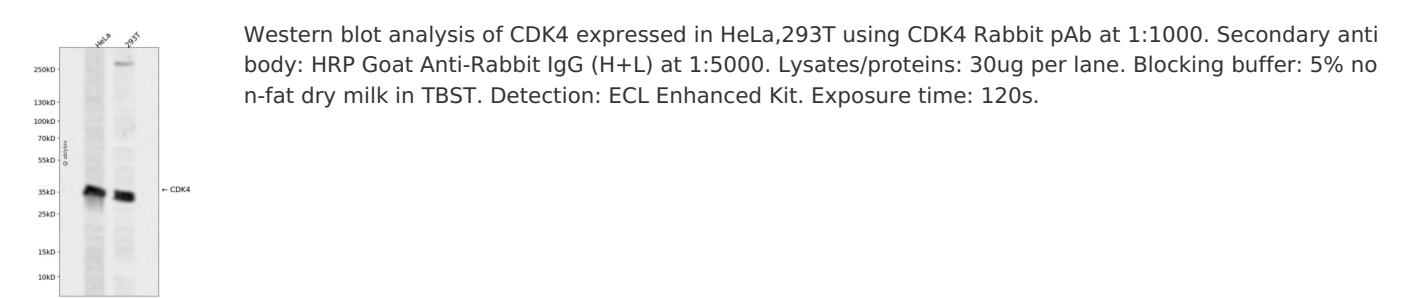 HeLa 293T
250kD
130kD
100kD
70kD
55kD
35kD
25kD
15kD
10kD
@ ablybio
← CDK4
Western blot analysis of CDK4 expressed in HeLa,293T using CDK4 Rabbit pAb at 1:1000. Secondary anti
body: HRP Goat Anti-Rabbit IgG (H+L) at 1:5000. Lysates/proteins: 30ug per lane. Blocking buffer: 5% no
n-fat dry milk in TBST. Detection: ECL Enhanced Kit. Exposure time: 120s.